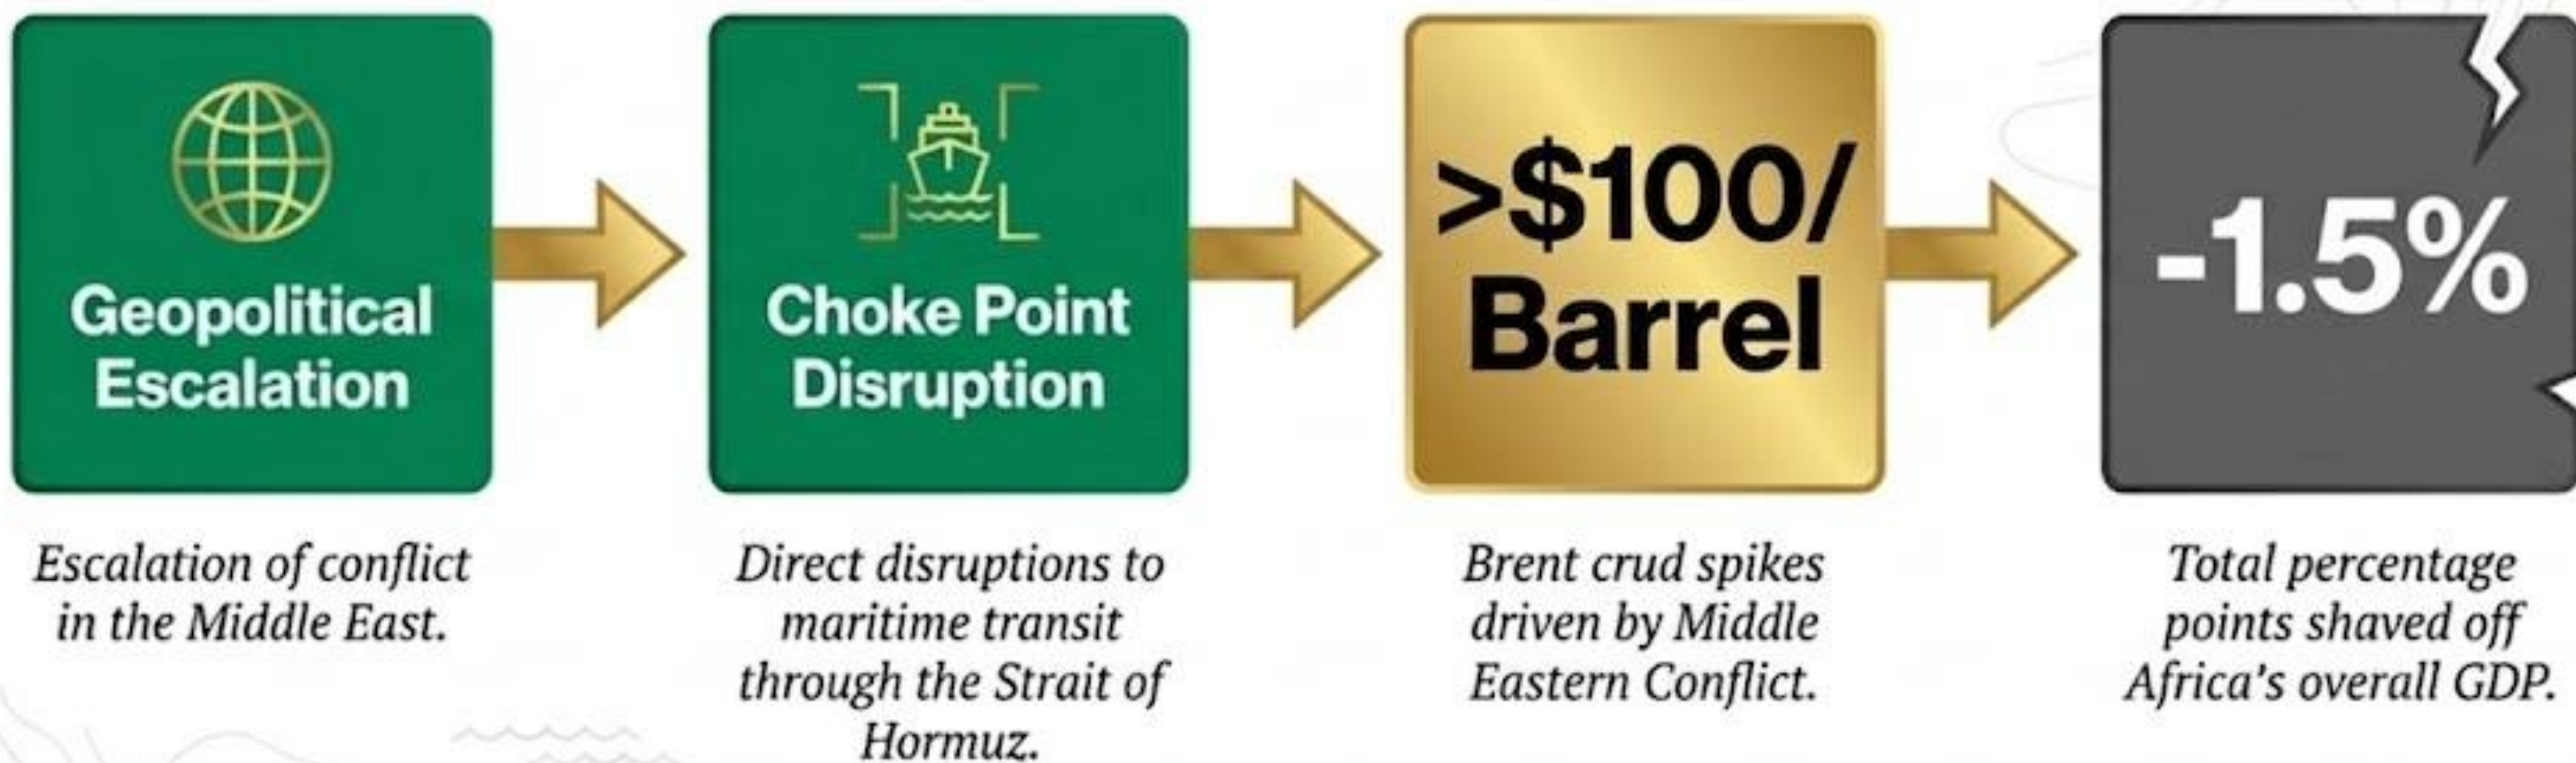 Geopolitical
Escalation
Escalation of conflict
in the Middle East.
Choke Point
Disruption
Direct disruptions to
maritime transit
through the Strait of
Hormuz.
>$100/
Barrel
Brent crud spikes
driven by Middle
Eastern Conflict.
-1.5%
Total percentage
points shaved off
Africa's overall GDP.